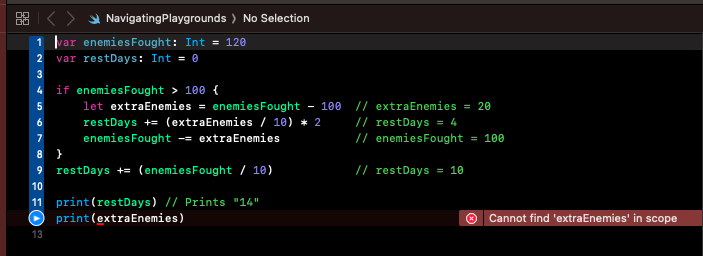 NavigatingPlaygrounds 〉 No Selection
1 var enemiesFought: Int = 120
2 var restDays: Int = 0
3
4 if enemiesFought > 100 {
5     let extraEnemies = enemiesFought - 100  // extraEnemies = 20
6     restDays += (extraEnemies / 10) * 2     // restDays = 4
7     enemiesFought -= extraEnemies           // enemiesFought = 100
8 }
9 restDays += (enemiesFought / 10)            // restDays = 10
10
11 print(restDays) // Prints "14"
print(extraEnemies) Cannot find 'extraEnemies' in scope
13